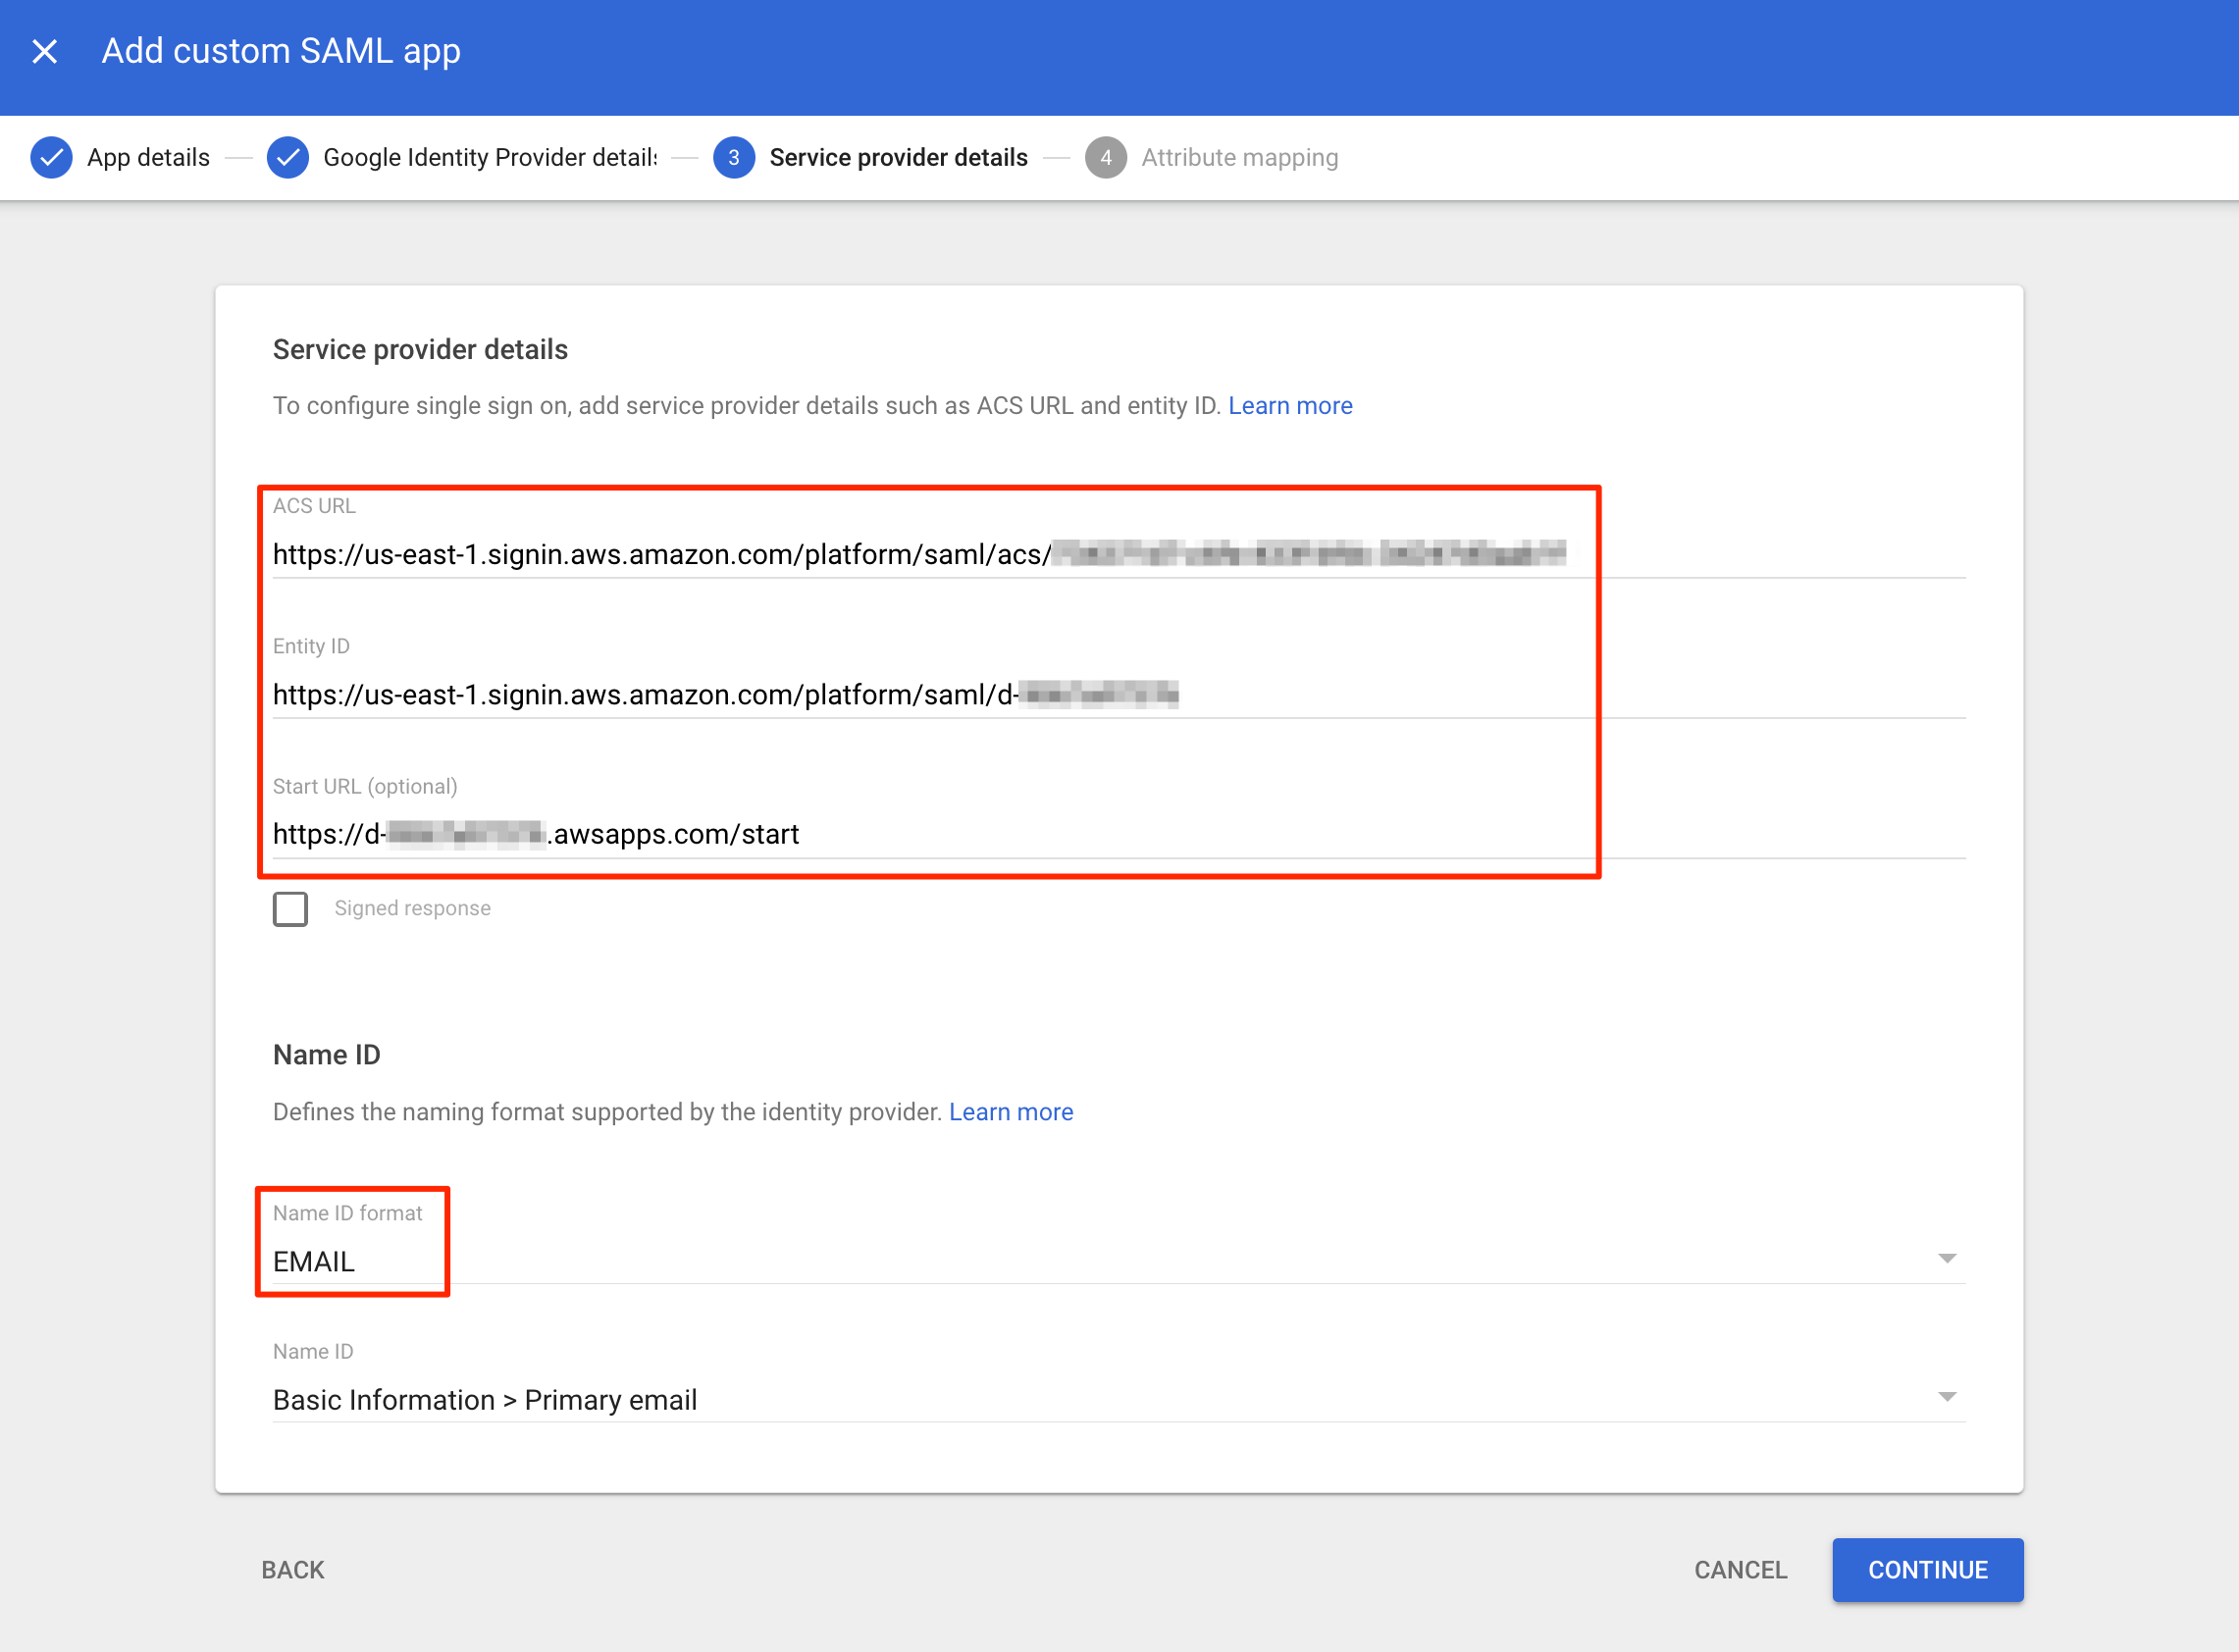 Add custom SAML app
App details
Google Identity Provider details
3 Service provider details
4 Attribute mapping
Service provider details
To configure single sign on, add service provider details such as ACS URL and entity ID. Learn more
ACS URL
https://us-east-1.signin.aws.amazon.com/platform/saml/acs/
Entity ID
https://us-east-1.signin.aws.amazon.com/platform/saml/d-
Start URL (optional)
https://d- .awsapps.com/start
Signed response
Name ID
Defines the naming format supported by the identity provider. Learn more
Name ID format
EMAIL
Name ID
Basic Information > Primary email
BACK
CANCEL
CONTINUE